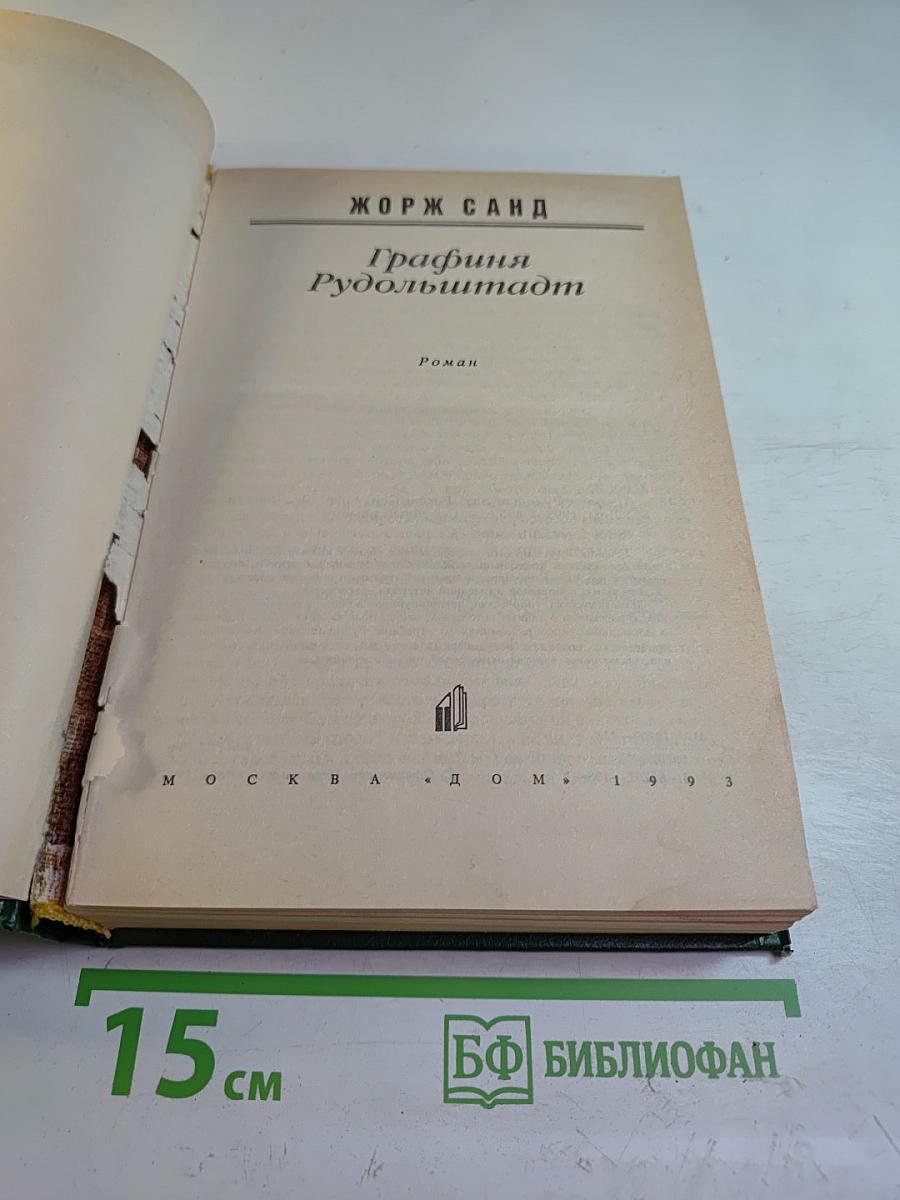 ЖОРЖ САНД
Графиня
Рудольштадт
Роман
МОСКВА «ДОМ» 1993
15 см
БФ БИБЛИОФАН